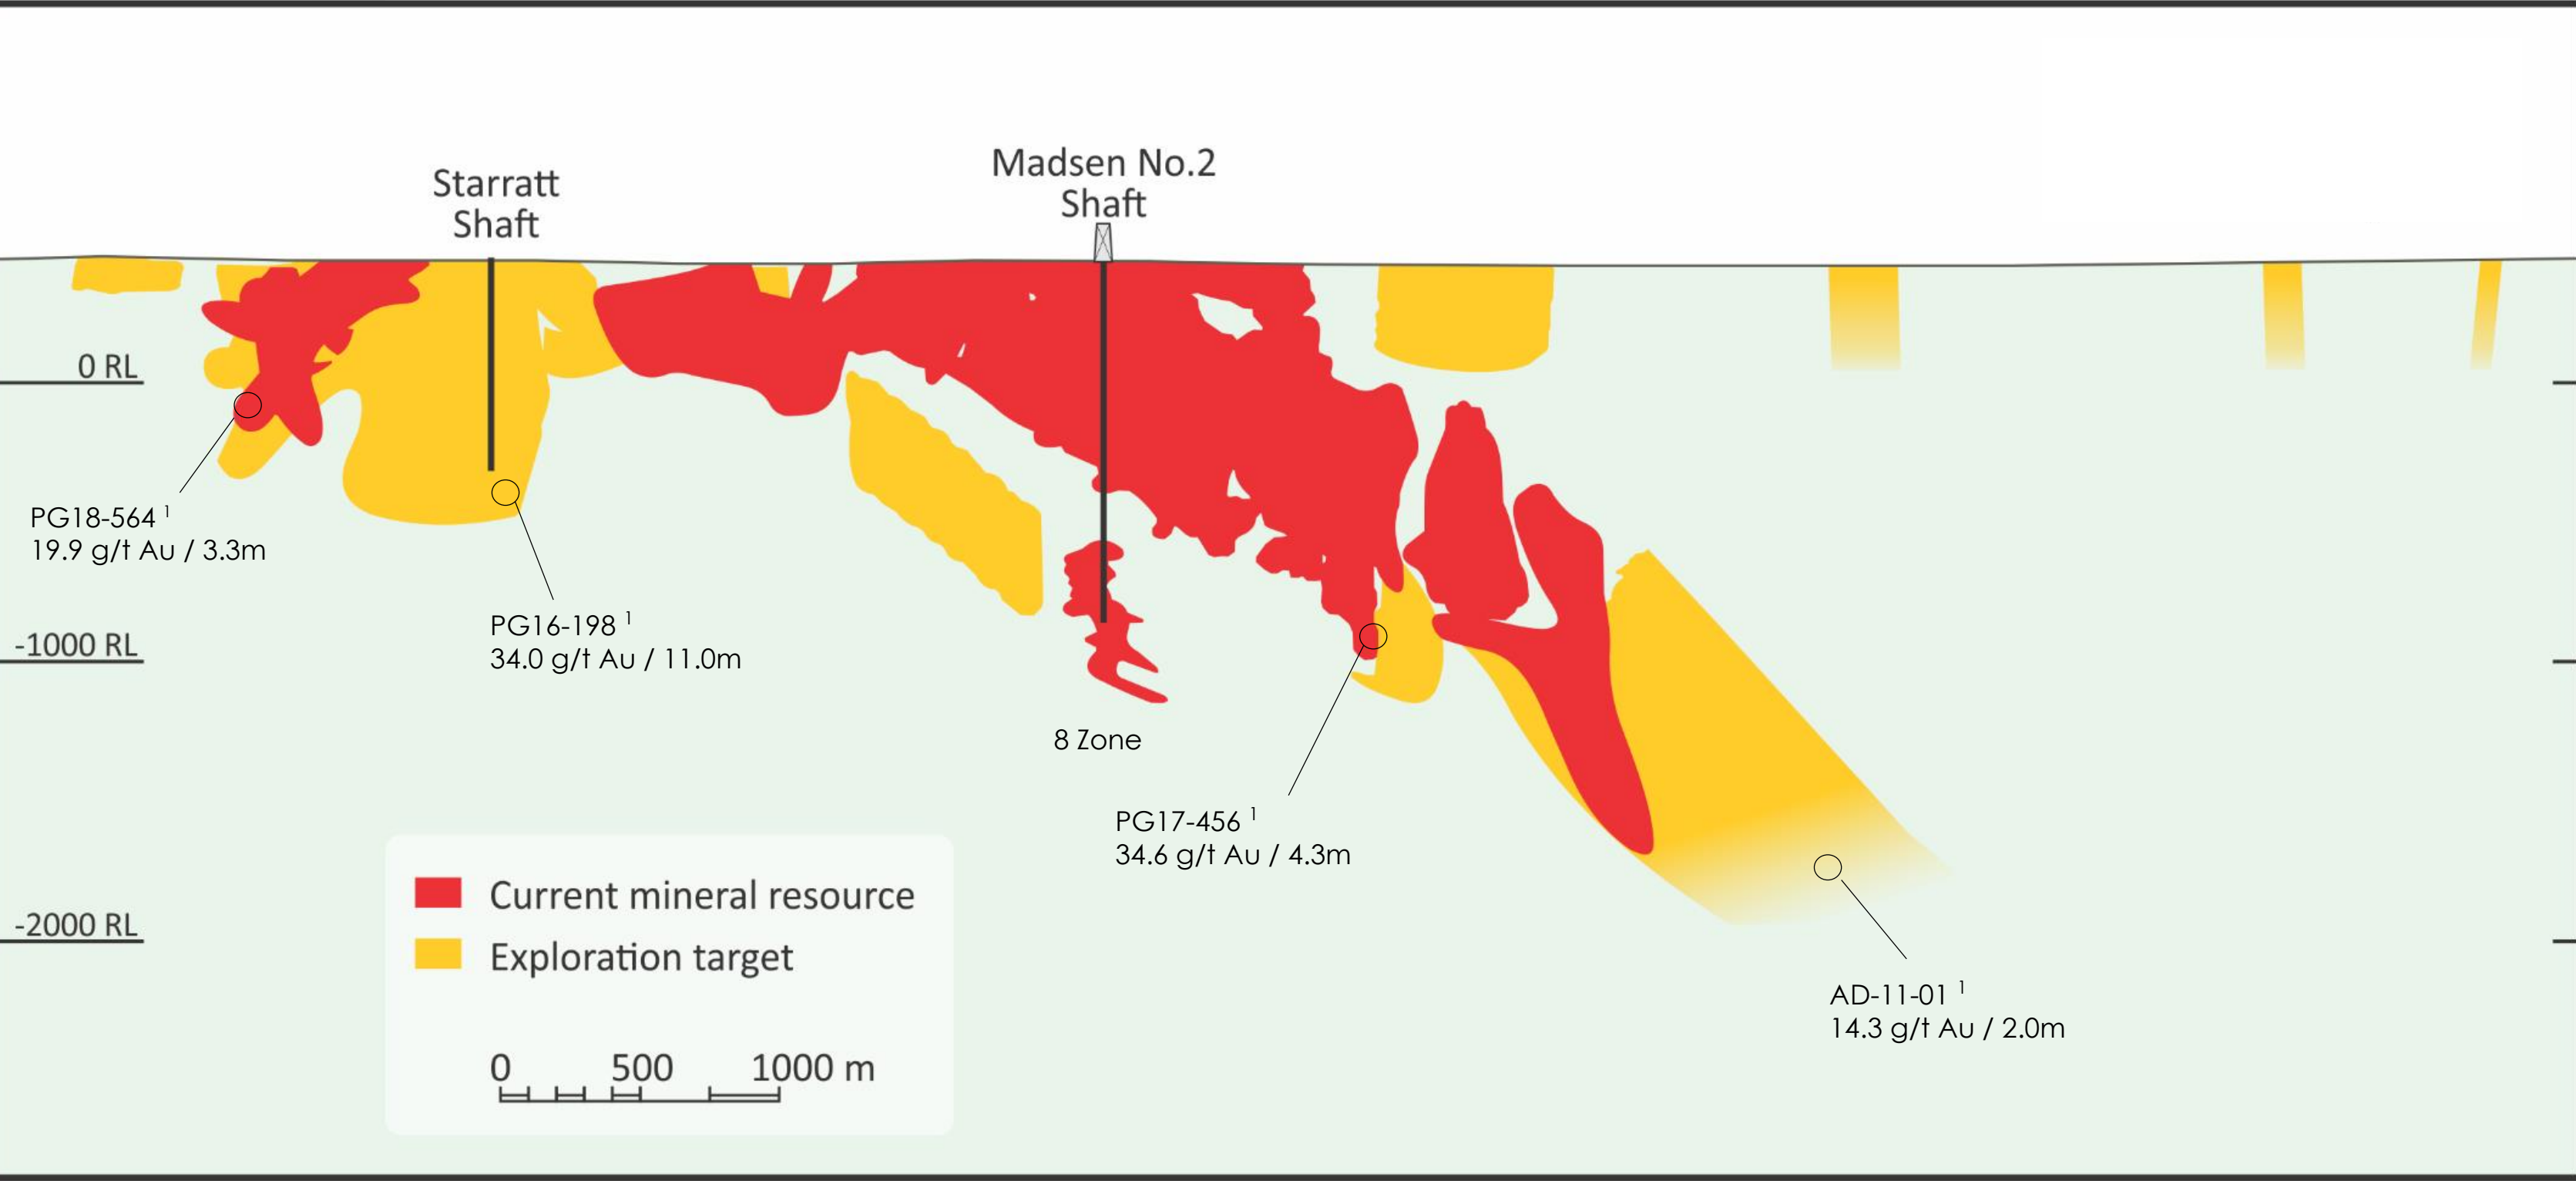 Starratt
Shaft
Madsen No.2
Shaft
0 RL
PG18-564 ¹
19.9 g/t Au / 3.3m
PG16-198 ¹
34.0 g/t Au / 11.0m
-1000 RL
8 Zone
PG17-456 ¹
34.6 g/t Au / 4.3m
-2000 RL
Current mineral resource
Exploration target
0 500 1000 m
AD-11-01 ¹
14.3 g/t Au / 2.0m